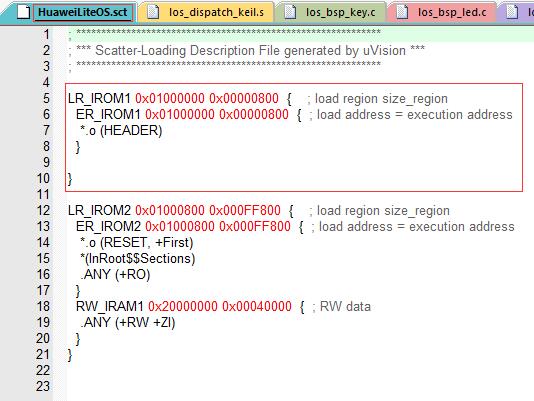 HuaweiLiteOS.sct
los_dispatch_keil.s
los_bsp_key.c
los_bsp_led.c
1 ; *************************************************************
2 ; *** Scatter-Loading Description File generated by uVision ***
3 ; *************************************************************
4
5 LR_IROM1 0x01000000 0x00000800 { ; load region size_region
6 ER_IROM1 0x01000000 0x00000800 { ; load address = execution address
7 *.o (HEADER)
8 }
9
10 }
11
12 LR_IROM2 0x01000800 0x000FF800 { ; load region size_region
13 ER_IROM2 0x01000800 0x000FF800 { ; load address = execution address
14 *.o (RESET, +First)
15 *(InRoot$$Sections)
16 .ANY (+RO)
17 }
18 RW_IRAM1 0x20000000 0x00040000 { ; RW data
19 .ANY (+RW +ZI)
20 }
21 }
22
23